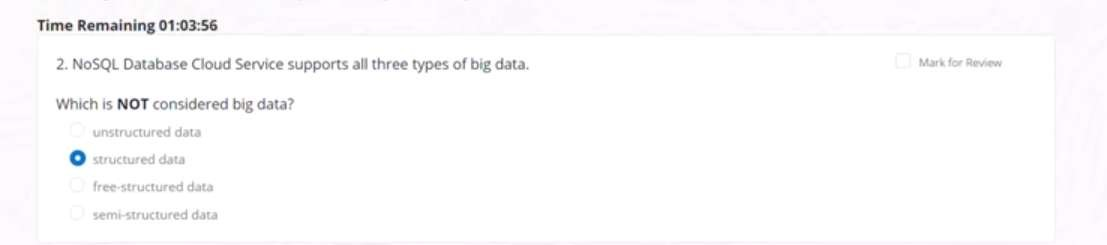 Time Remaining 01:03:56
2. NoSQL Database Cloud Service supports all three types of big data.
Mark for Review
Which is NOT considered big data?
unstructured data
structured data
free-structured data
semi-structured data